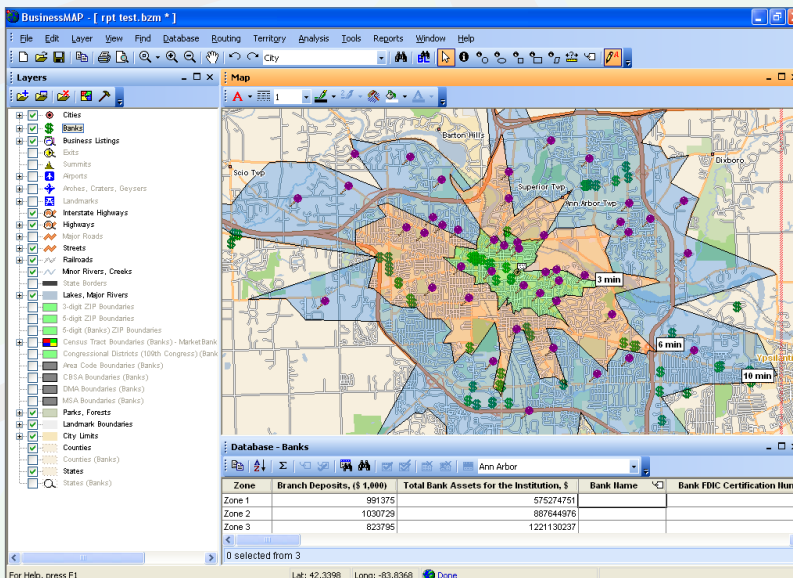 BusinessMAP - [ rpt test.bzm * ]
File Edit Layer View Find Database Routing Territory Analysis Tools Reports Window Help
City
Layers
Cities
Banks
Business Listings
Exits
Summits
Airports
Arches, Craters, Geysers
Landmarks
Interstate Highways
Highways
Major Roads
Streets
Railroads
Minor Rivers, Creeks
State Borders
Lakes, Major Rivers
3-digit ZIP Boundaries
5-digit ZIP Boundaries
5-digit (Banks) ZIP Boundaries
Census Tract Boundaries (Banks) - MarketBank
Congressional Districts (109th Congress) (Bank
Area Code Boundaries (Banks)
CBSA Boundaries (Banks)
DMA Boundaries (Banks)
MSA Boundaries (Banks)
Parks, Forests
Landmark Boundaries
City Limits
Counties
Counties (Banks)
States
States (Banks)
Map
A 1 A
Barton Hills
Dixboro
Scio Twp
Superior Twp
Ann Arbor Twp
3 min
6 min
Ypsilanti
10 min
Database - Banks
Ann Arbor
Zone Branch Deposits, ($ 1,000) Total Bank Assets for the Institution, $ Bank Name Bank FDIC Certification Num
Zone 1 991375 575274751
Zone 2 1030729 887644976
Zone 3 823795 1221130237
0 selected from 3
For Help, press F1 Lat: 42.3398 Long: -83.8368 Done